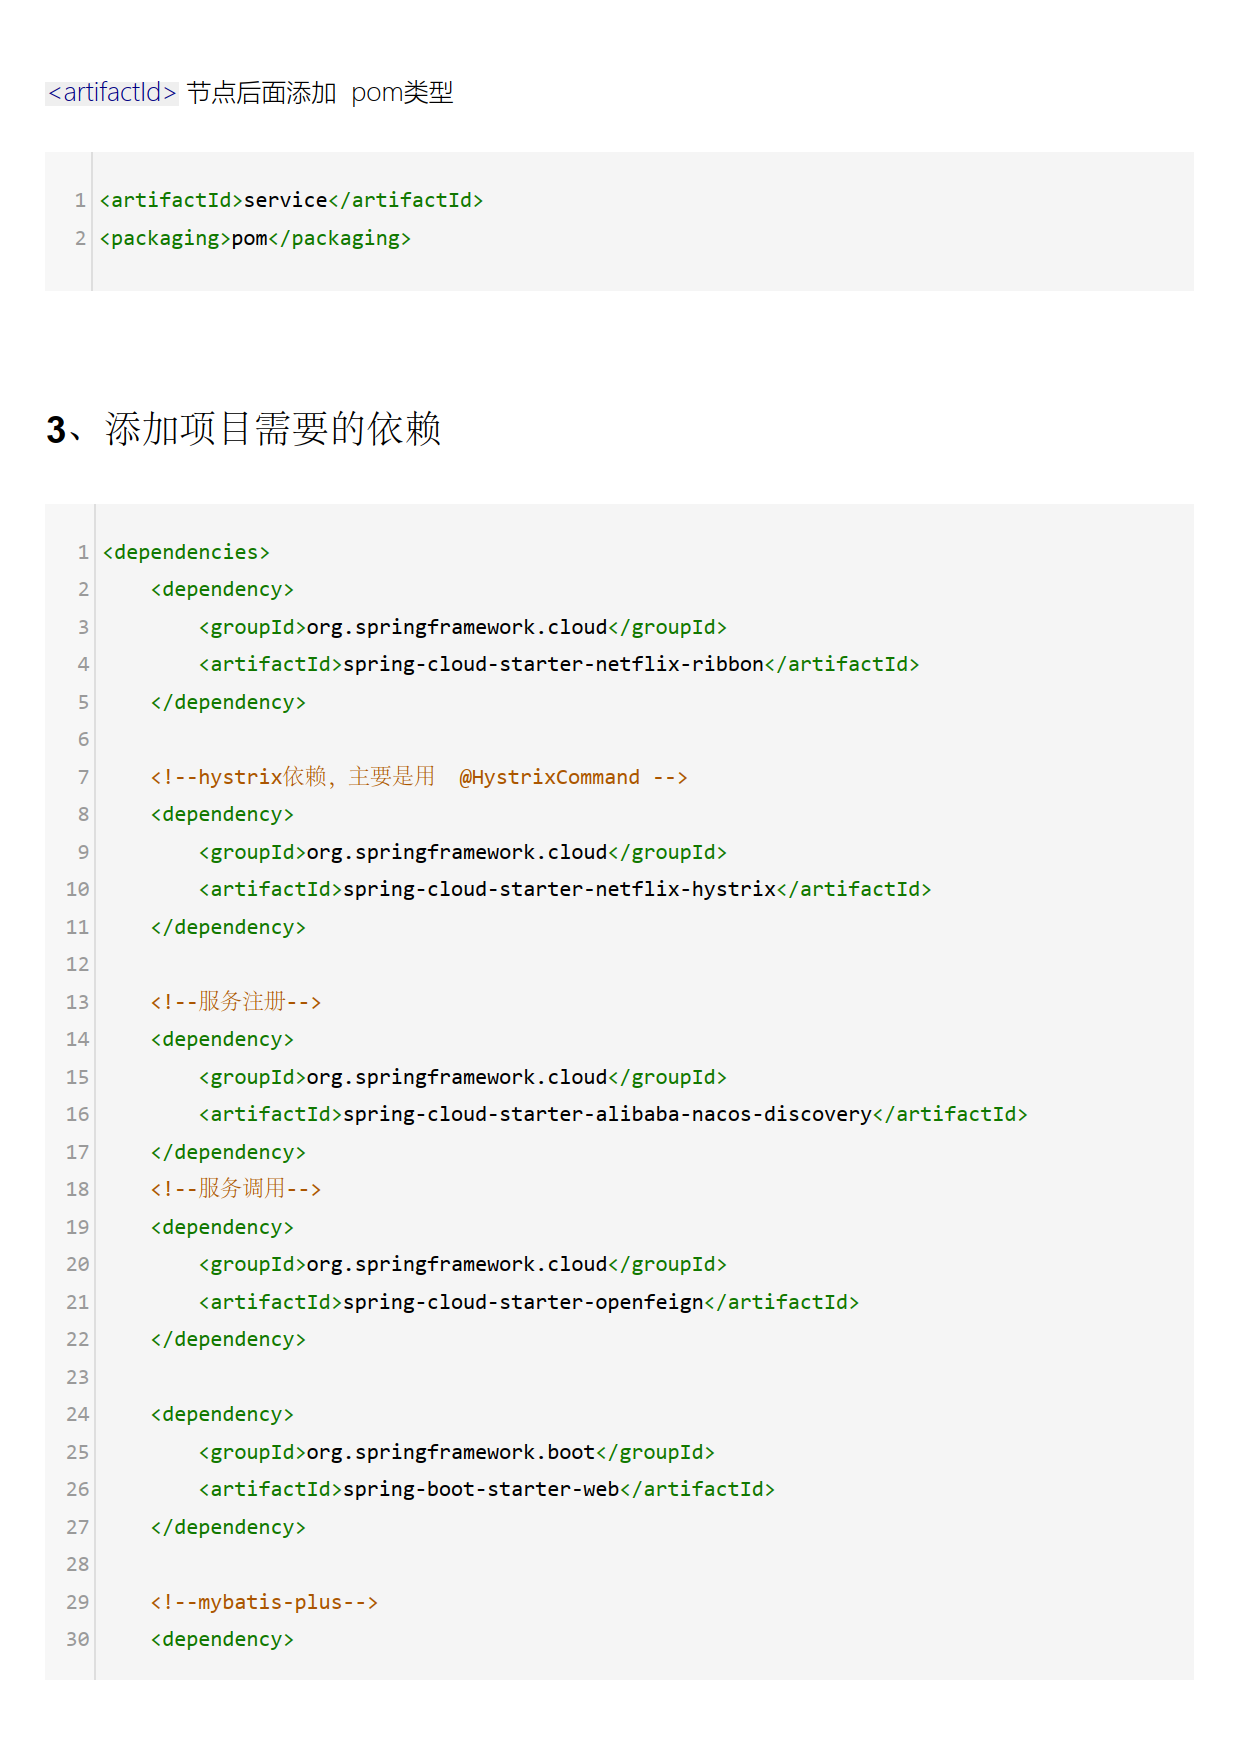 <artifactId> 节点后面添加 pom类型
1 <artifactId>service</artifactId>
2 <packaging>pom</packaging>
3、添加项目需要的依赖
1 <dependencies>
2     <dependency>
3         <groupId>org.springframework.cloud</groupId>
4         <artifactId>spring-cloud-starter-netflix-ribbon</artifactId>
5     </dependency>
6
7     <!--hystrix依赖，主要是用  @HystrixCommand -->
8     <dependency>
9         <groupId>org.springframework.cloud</groupId>
10         <artifactId>spring-cloud-starter-netflix-hystrix</artifactId>
11     </dependency>
12
13     <!--服务注册-->
14     <dependency>
15         <groupId>org.springframework.cloud</groupId>
16         <artifactId>spring-cloud-starter-alibaba-nacos-discovery</artifactId>
17     </dependency>
18     <!--服务调用-->
19     <dependency>
20         <groupId>org.springframework.cloud</groupId>
21         <artifactId>spring-cloud-starter-openfeign</artifactId>
22     </dependency>
23
24     <dependency>
25         <groupId>org.springframework.boot</groupId>
26         <artifactId>spring-boot-starter-web</artifactId>
27     </dependency>
28
29     <!--mybatis-plus-->
30     <dependency>